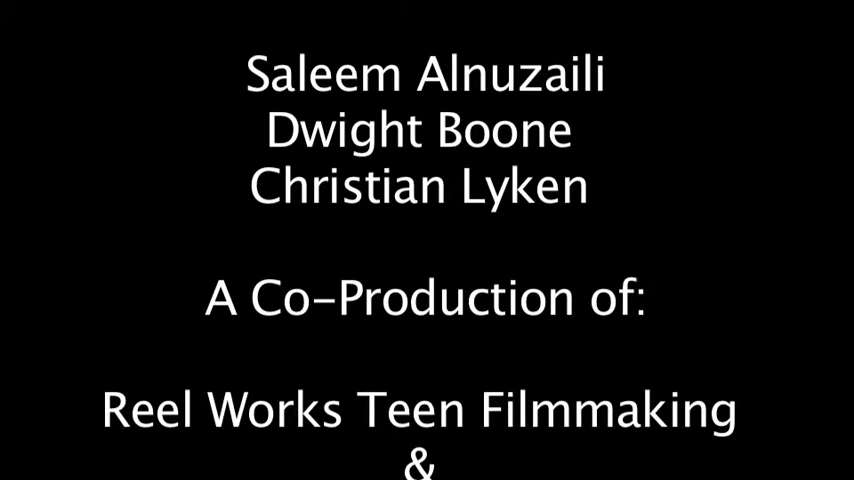 Saleem Alnuzaili
Dwight Boone
Christian Lyken
A Co-Production of:
Reel Works Teen Filmmaking
&